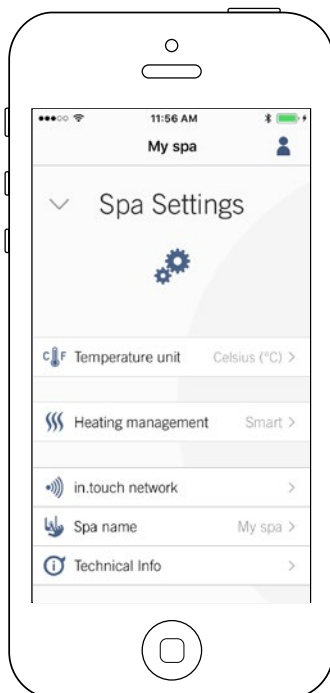 11:56 AM
My spa
Spa Settings
C F Temperature unit Celsius (°C) >
Heating management Smart >
in.touch network >
Spa name My spa >
Technical Info >